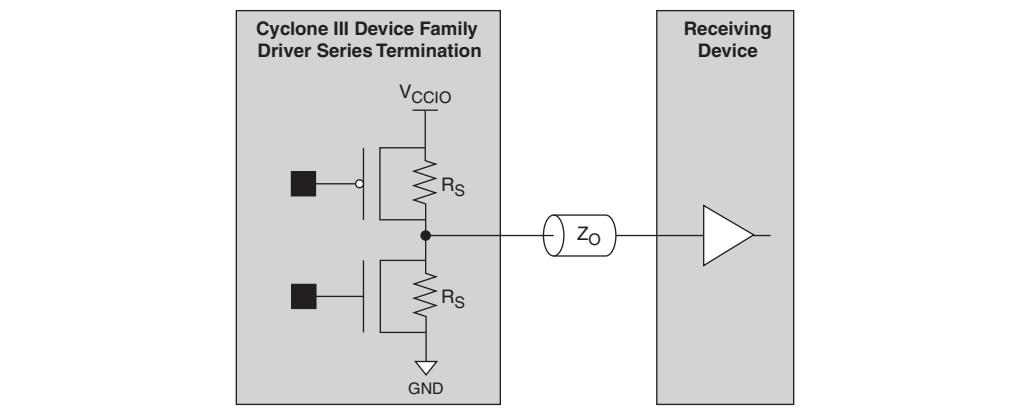 Cyclone III Device Family
Driver Series Termination
Receiving
Device
VCCIO
RS
ZO
RS
GND